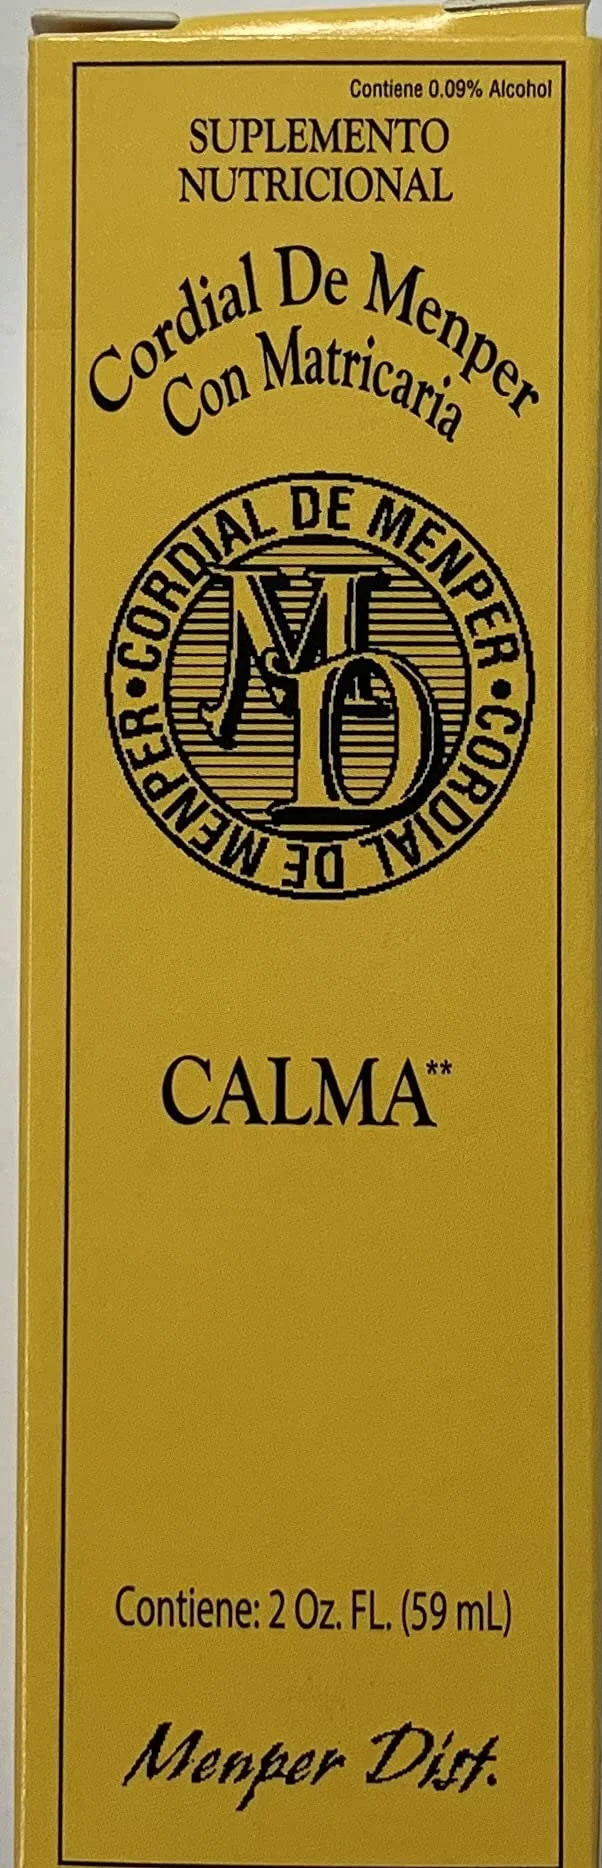 Contiene 0.09% Alcohol
SUPLEMENTO
NUTRICIONAL
Cordial De Menper
Con Matricaria
CORDIAL DE MENPER • CORDIAL DE MENPER •
MD
CALMA**
Contiene: 2 Oz. FL. (59 mL)
Menper Dist.